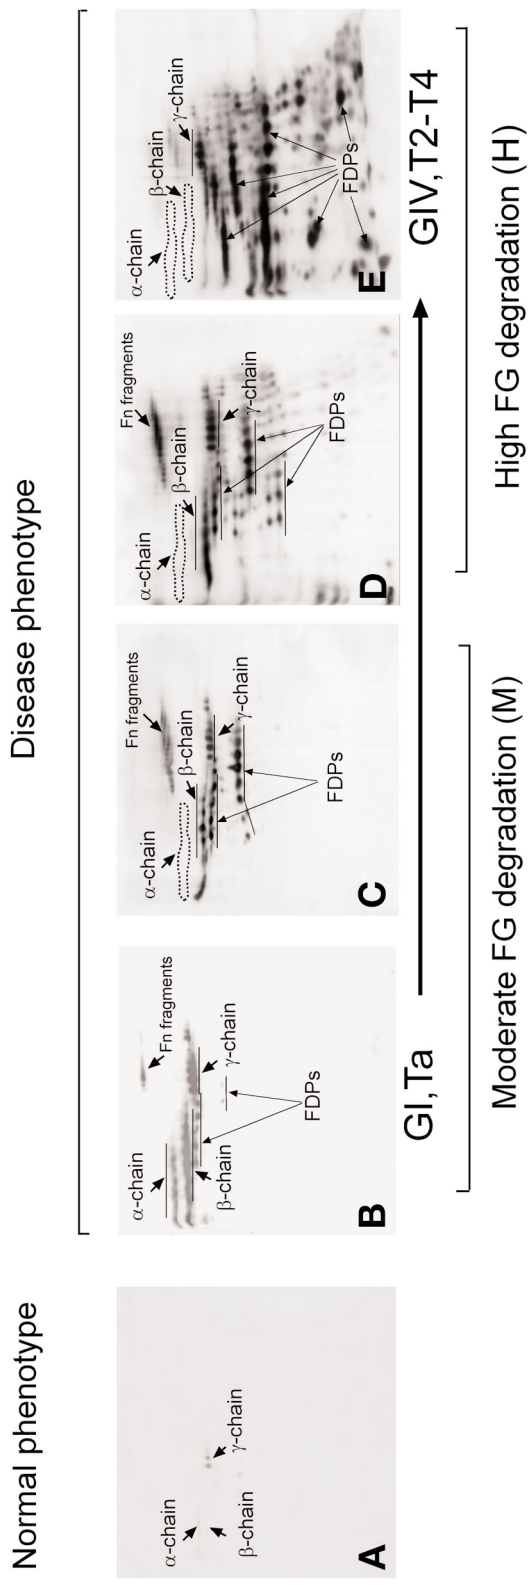 Normal phenotype
Disease phenotype
α-chain
β-chain
γ-chain
A
α-chain
Fn fragments
β-chain
γ-chain
FDPs
B
α-chain
Fn fragments
β-chain
γ-chain
FDPs
C
α-chain
Fn fragments
β-chain
γ-chain
FDPs
D
α-chain
β-chain
γ-chain
FDPs
E
GI,Ta
GIV,T2-T4
Moderate FG degradation (M)
High FG degradation (H)